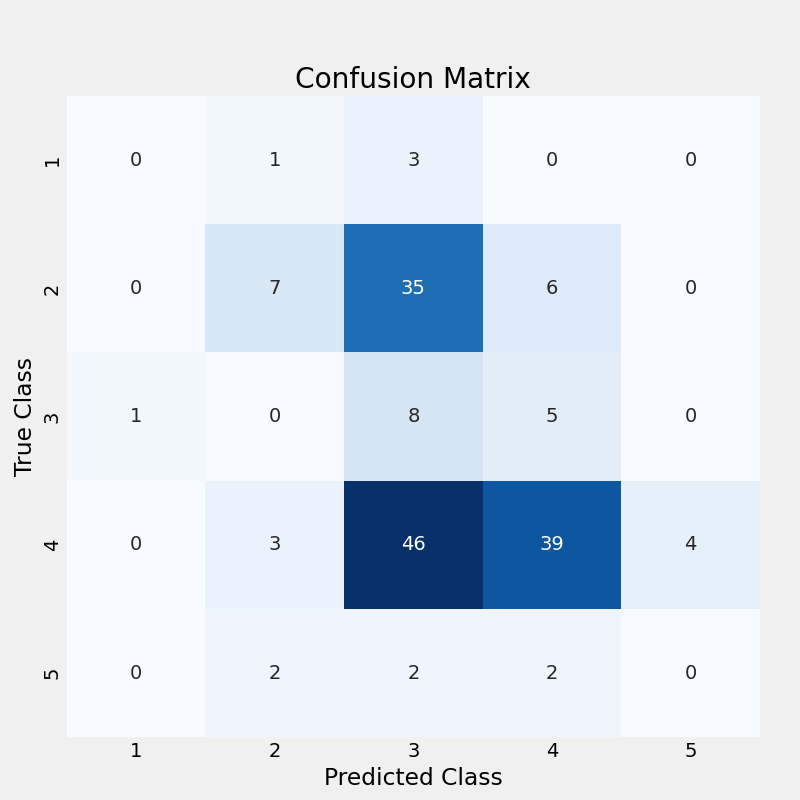 Confusion Matrix
True Class
1 0 1 3 0 0
2 0 7 35 6 0
3 1 0 8 5 0
4 0 3 46 39 4
5 0 2 2 2 0
1 2 3 4 5
Predicted Class